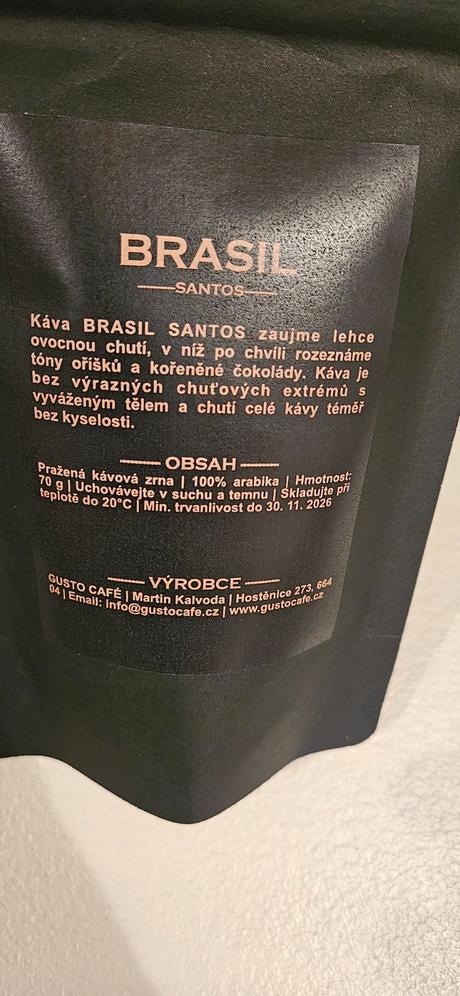 BRASIL
SANTOS
Káva BRASIL SANTOS zaujme lehce
ovocnou chutí, v níž po chvíli rozeznáme
tóny oříšků a kořeněné čokolády. Káva je
bez výrazných chuťových extrémů s
vyváženým tělem a chutí celé kávy téměř
bez kyselosti.
OBSAH
Pražená kávová zrna | 100% arabika | Hmotnost:
70 g | Uchovávejte v suchu a temnu | Skladujte při
teplotě do 20°C | Min. trvanlivost do 30. 11. 2026
VÝROBCE
GUSTO CAFÉ | Martin Kalvoda | Hostěnice 273, 664
04 | Email: info@gustocafe.cz | www.gustocafe.cz